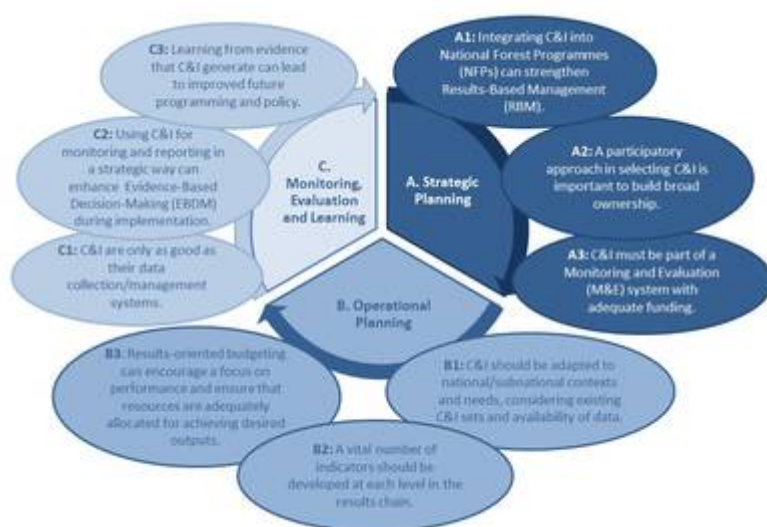 A1: Integrating C&I into
National Forest Programmes
(NFPs) can strengthen
Results-Based Management
(RBM).
A2: A participatory
approach in selecting C&I is
important to build broad
ownership.
A3: C&I must be part of a
Monitoring and Evaluation
(M&E) system with
adequate funding.
A. Strategic
Planning
B1: C&I should be adapted to
national/subnational contexts
and needs, considering existing
C&I sets and availability of data.
B2: A vital number of
indicators should be
developed at each level in the
results chain.
B3: Results-oriented budgeting
can encourage a focus on
performance and ensure that
resources are adequately
allocated for achieving desired
outputs.
B. Operational
Planning
C1: C&I are only as good as
their data
collection/management
systems.
C2: Using C&I for
monitoring and reporting in
a strategic way can
enhance Evidence-Based
Decision-Making (EBDM)
during implementation.
C3: Learning from evidence
that C&I generate can lead
to improved future
programming and policy.
C.
Monitoring,
Evaluation
and Learning